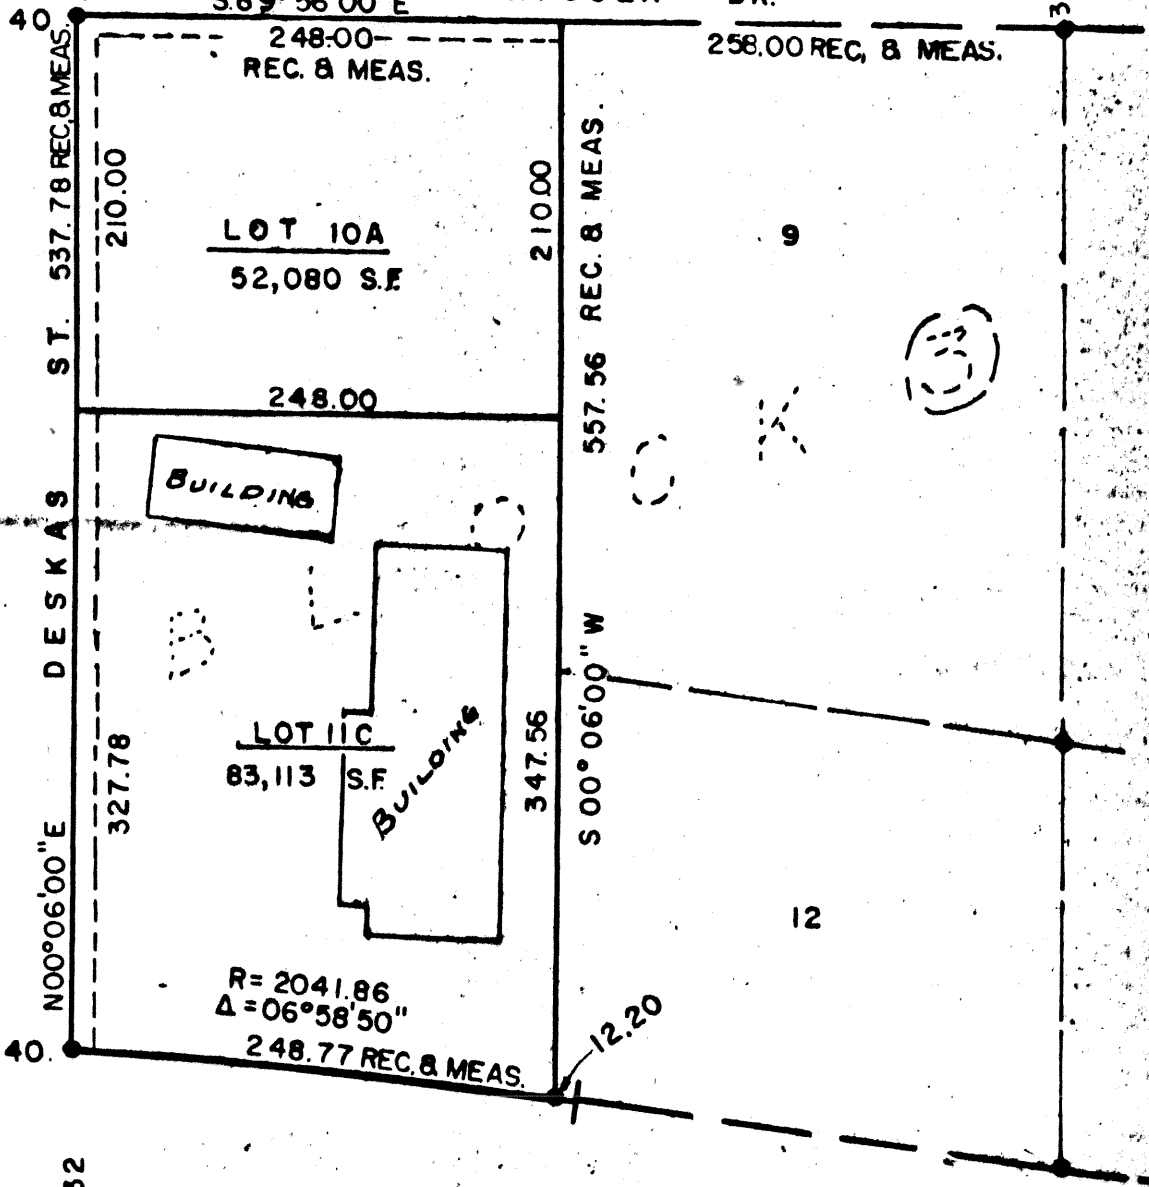 S.89°56'00"E
DR.
40.
248.00
REC. & MEAS.
258.00 REC, & MEAS.
3
ST. 537.78 REC, & MEAS.
210.00
LOT 10A
52,080 S.F.
210.00
557.56 REC. & MEAS.
9
248.00
BUILDING
BLOCK
3
DESKAS
LOT 11C
83,113 S.F.
BUILDING
327.78
347.56
S 00°06'00" W
N00°06'00"E
12
R= 2041.86
Δ =06°58'50"
248.77 REC. & MEAS.
12.20
40.
32